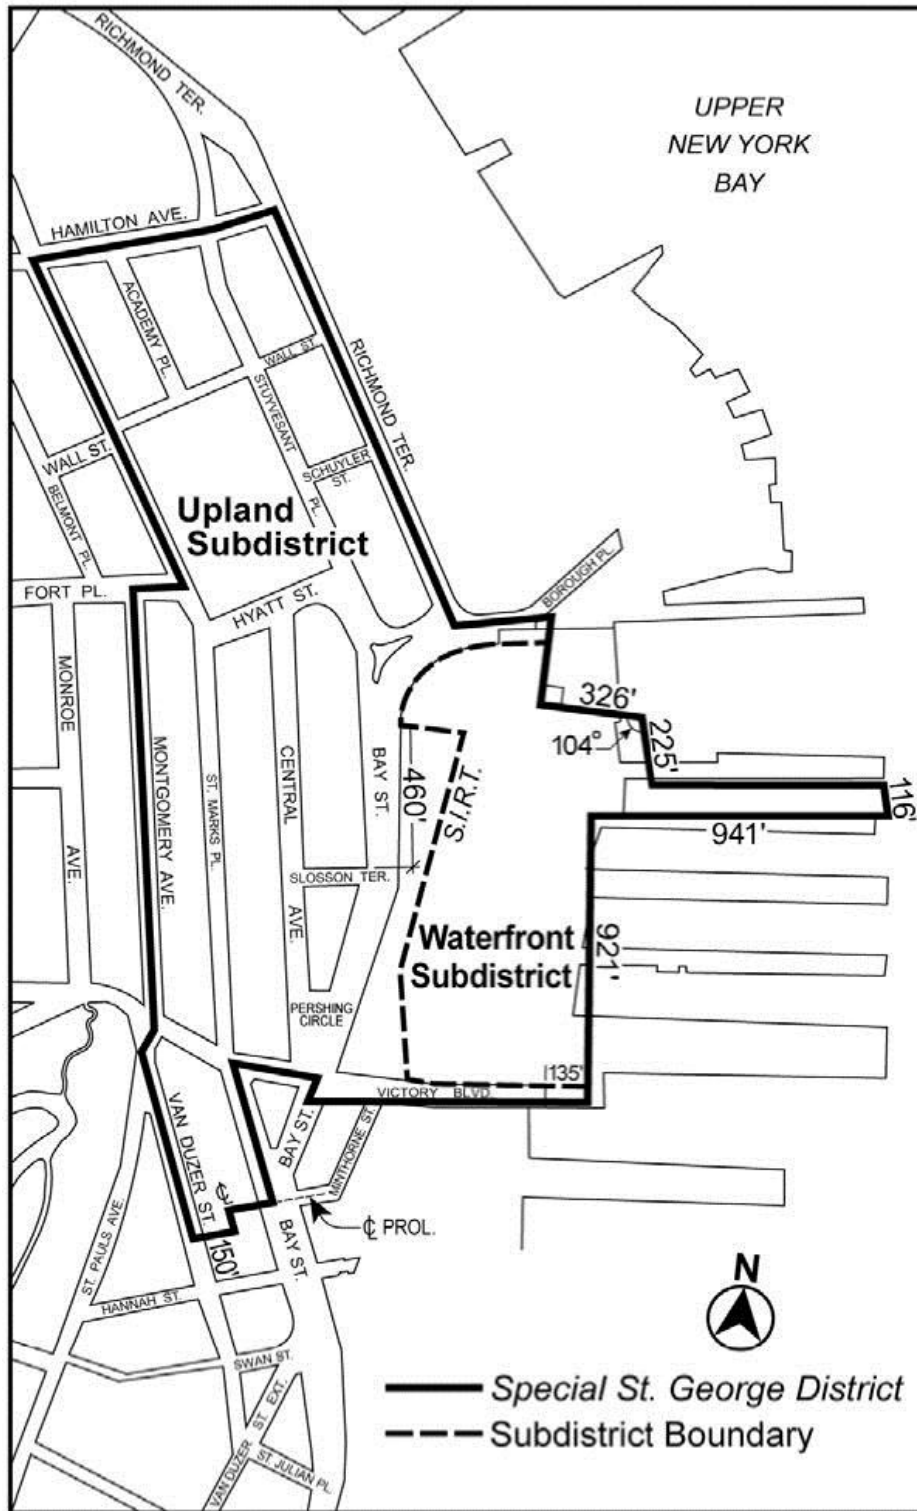 RICHMOND TER.
UPPER
NEW YORK
BAY
HAMILTON AVE.
ACADEMY PL.
WALL ST.
RICHMOND TER.
STUYVESANT
PL.
WALL ST.
SCHUYLER
ST.
BELMONT PL.
Upland
Subdistrict
BOROUGH PL.
FORT PL.
HYATT ST.
MONROE
AVE.
326'
104°
225'
116'
941'
MONTGOMERY AVE.
ST. MARKS PL.
CENTRAL
AVE.
BAY ST.
460'
S.I.R.T.
SLOSSON TER.
Waterfront
Subdistrict
921'
PERSHING
CIRCLE
135'
VICTORY BLVD.
VAN DUZER ST.
BAY ST.
MINTHORNE ST.
℄ PROL.
ST. PAULS AVE.
150'
BAY ST.
HANNAH ST.
SWAN ST.
VAN DUZER ST. EXT.
ST. JULIAN PL.
N
Special St. George District
Subdistrict Boundary